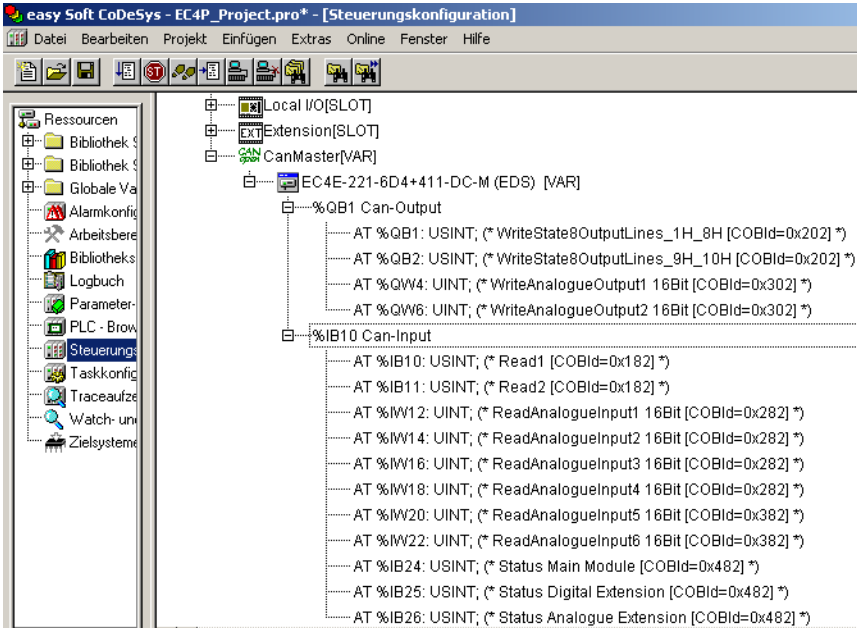 easy Soft CoDeSys - EC4P_Project.pro* - [Steuerungskonfiguration]
Datei Bearbeiten Projekt Einfügen Extras Online Fenster Hilfe
Ressourcen
Bibliothek
Bibliothek
Globale Va
Alarmkonfig
Arbeitsbere
Bibliotheks
Logbuch
Parameter-
PLC - Brow
Steuerungs
Taskkonfig
Traceaufze
Watch- und
Zielsysteme
Local I/O[SLOT]
EXT Extension[SLOT]
CAN open CanMaster[VAR]
EC4E-221-6D4+411-DC-M (EDS) [VAR]
%QB1 Can-Output
AT %QB1: USINT; (* WriteState8OutputLines_1H_8H [COBId=0x202] *)
AT %QB2: USINT; (* WriteState8OutputLines_9H_10H [COBId=0x202] *)
AT %QW4: UINT; (* WriteAnalogueOutput1 16Bit [COBId=0x302] *)
AT %QW6: UINT; (* WriteAnalogueOutput2 16Bit [COBId=0x302] *)
%IB10 Can-Input
AT %IB10: USINT; (* Read1 [COBId=0x182] *)
AT %IB11: USINT; (* Read2 [COBId=0x182] *)
AT %IW12: UINT; (* ReadAnalogueInput1 16Bit [COBId=0x282] *)
AT %IW14: UINT; (* ReadAnalogueInput2 16Bit [COBId=0x282] *)
AT %IW16: UINT; (* ReadAnalogueInput3 16Bit [COBId=0x282] *)
AT %IW18: UINT; (* ReadAnalogueInput4 16Bit [COBId=0x282] *)
AT %IW20: UINT; (* ReadAnalogueInput5 16Bit [COBId=0x382] *)
AT %IW22: UINT; (* ReadAnalogueInput6 16Bit [COBId=0x382] *)
AT %IB24: USINT; (* Status Main Module [COBId=0x482] *)
AT %IB25: USINT; (* Status Digital Extension [COBId=0x482] *)
AT %IB26: USINT; (* Status Analogue Extension [COBId=0x482] *)